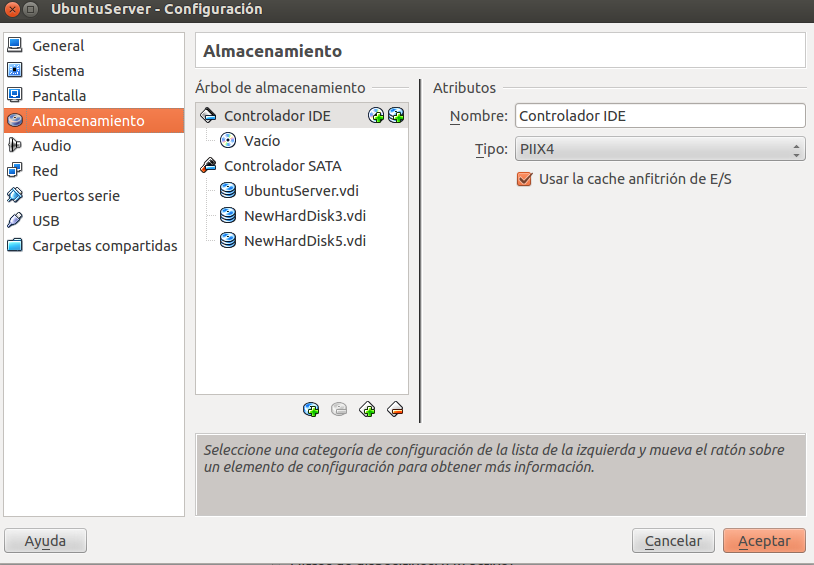 UbuntuServer - Configuración
General
Sistema
Pantalla
Almacenamiento
Audio
Red
Puertos serie
USB
Carpetas compartidas
Almacenamiento
Árbol de almacenamiento
Controlador IDE
Vacío
Controlador SATA
UbuntuServer.vdi
NewHardDisk3.vdi
NewHardDisk5.vdi
Atributos
Nombre: Controlador IDE
Tipo: PIIX4
Usar la cache anfitrión de E/S
Seleccione una categoría de configuración de la lista de la izquierda y mueva el ratón sobre
un elemento de configuración para obtener más información.
Ayuda
Cancelar
Aceptar